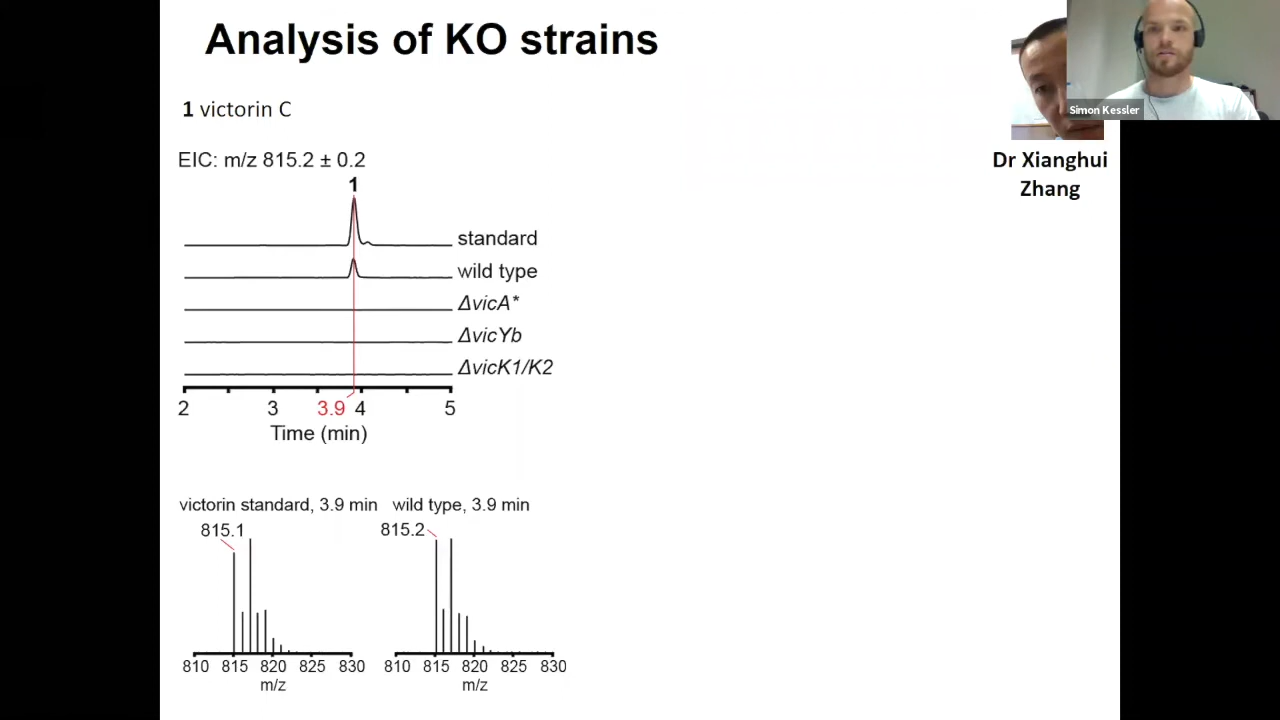 Analysis of KO strains
1 victorin C
Simon Kessler
Dr Xianghui
Zhang
EIC: m/z 815.2 ± 0.2
1
standard
wild type
ΔvicA*
ΔvicYb
ΔvicK1/K2
2 3 3.9 4 5
Time (min)
victorin standard, 3.9 min wild type, 3.9 min
815.1 815.2
810 815 820 825 830 810 815 820 825 830
m/z m/z